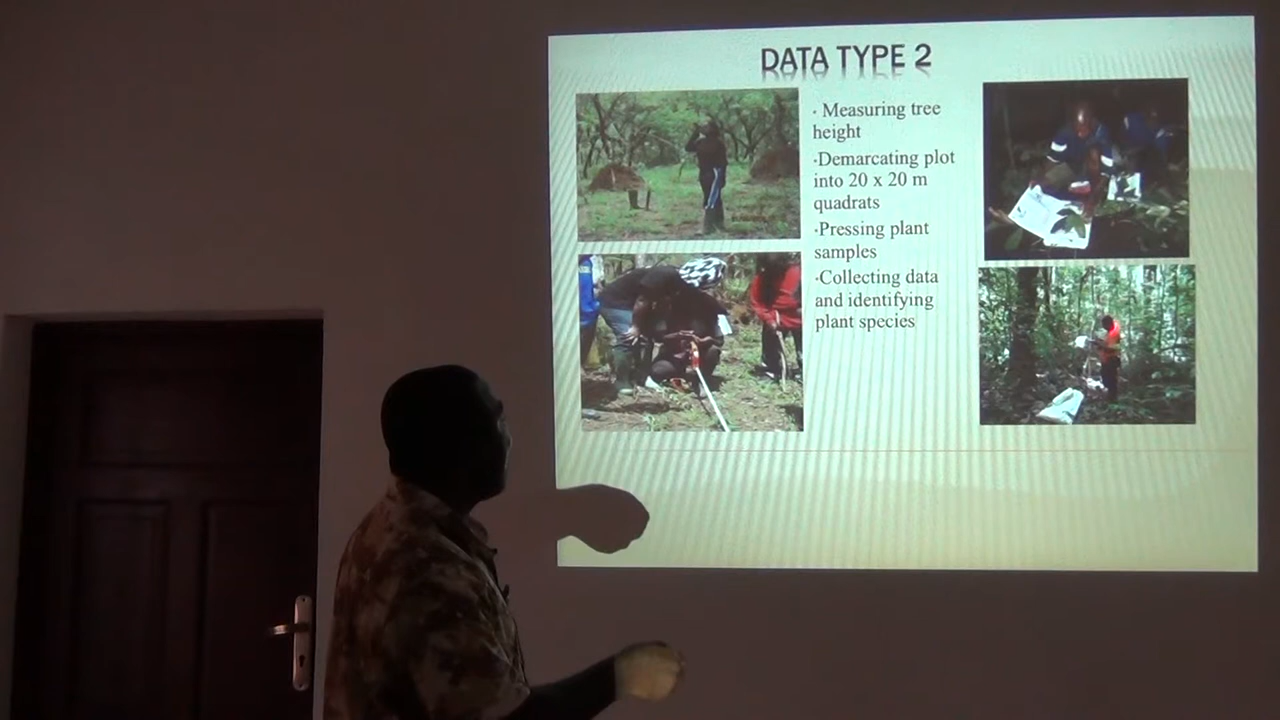 DATA TYPE 2
· Measuring tree
height
·Demarcating plot
into 20 x 20 m
quadrats
·Pressing plant
samples
·Collecting data
and identifying
plant species